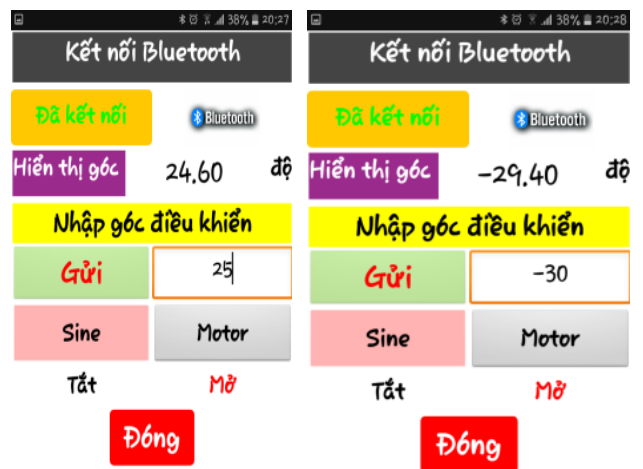 38% 20:27
Kết nối Bluetooth
Đã kết nối
Bluetooth
Hiển thị góc 24.60 độ
Nhập góc điều khiển
Gửi 25
Sine Motor
Tắt Mở
Đóng
38% 20:28
Kết nối Bluetooth
Đã kết nối
Bluetooth
Hiển thị góc -29.40 độ
Nhập góc điều khiển
Gửi -30
Sine Motor
Tắt Mở
Đóng